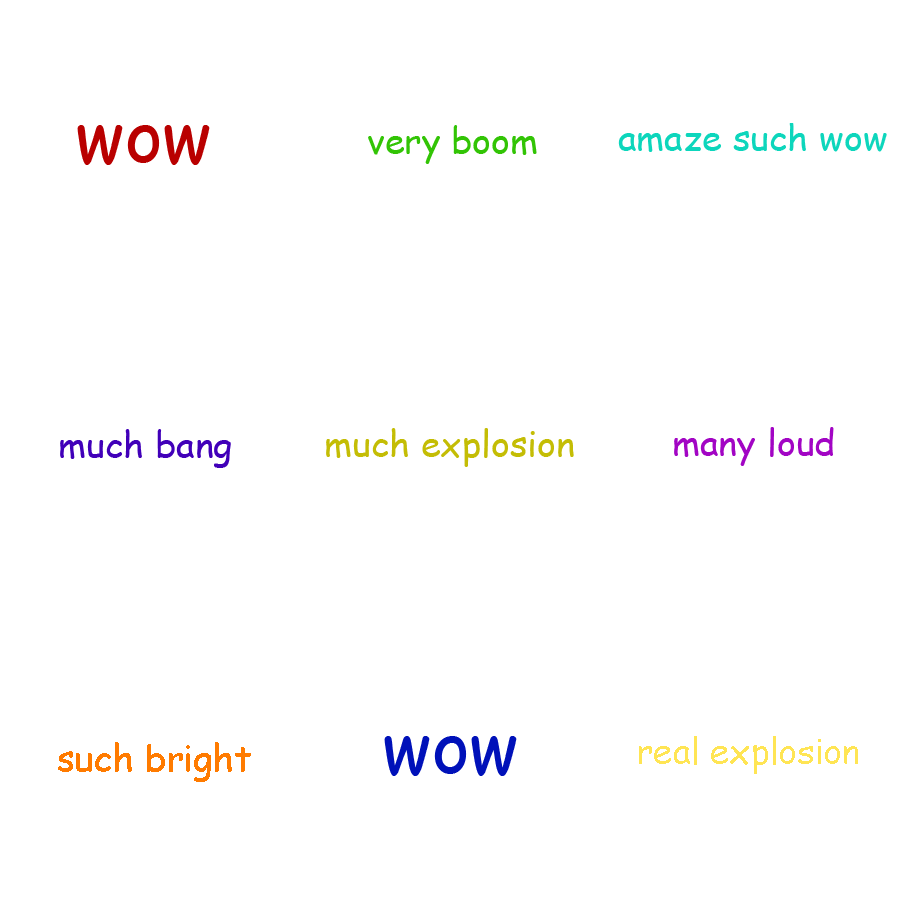 wow
very boom
amaze such wow
much bang
much explosion
many loud
such bright
wow
real explosion